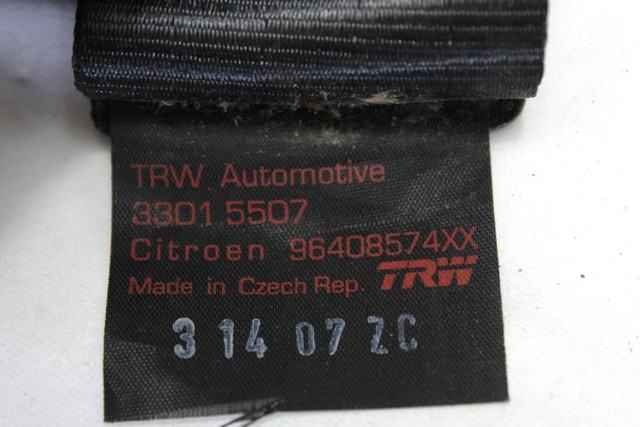 TRW Automotive
3301 5507
Citroen 96408574XX
Made in Czech Rep. TRW
3 14 07 ZC